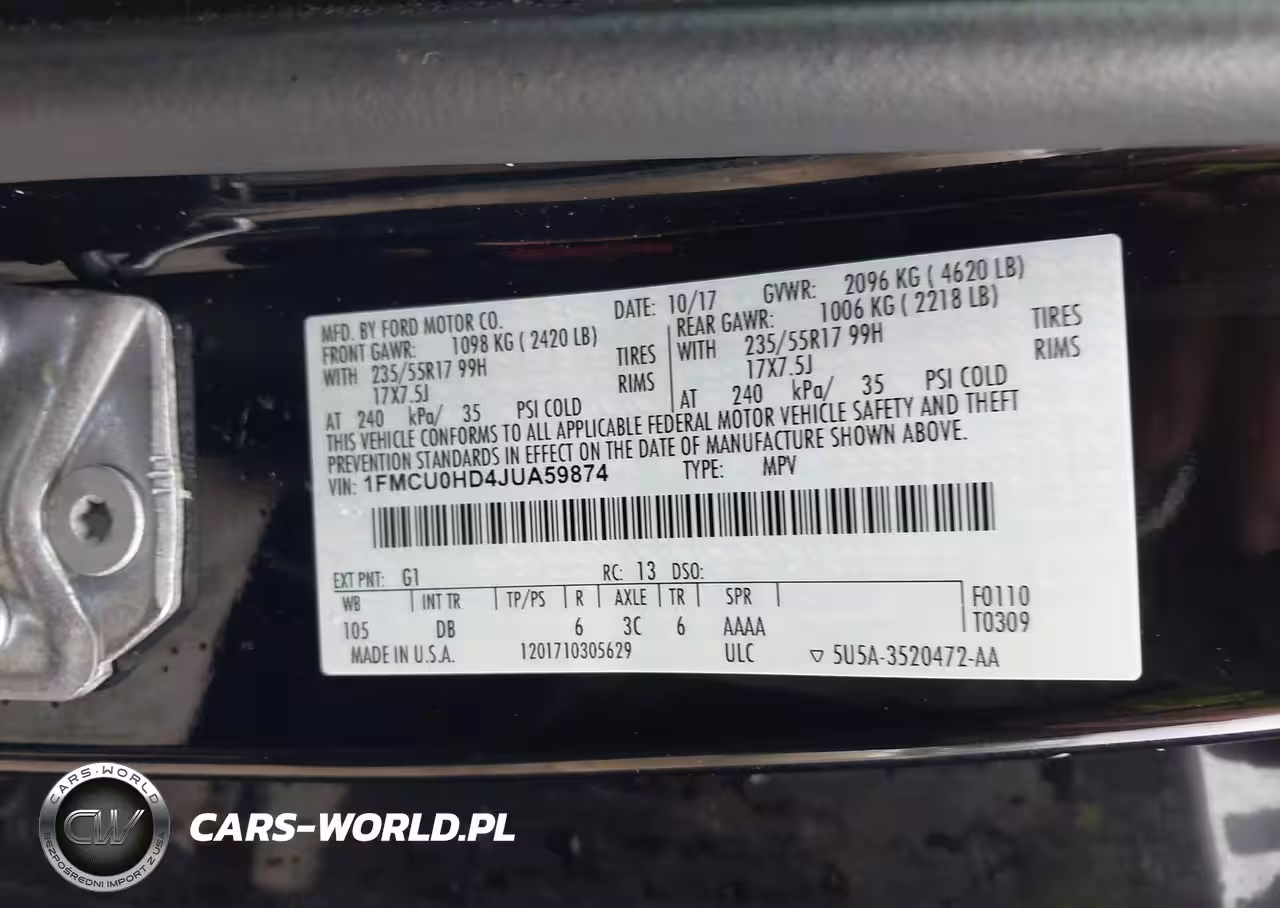 MFD. BY FORD MOTOR CO. DATE: 10/17 GVWR: 2096 KG ( 4620 LB)
FRONT GAWR: 1098 KG ( 2420 LB) REAR GAWR: 1006 KG ( 2218 LB)
WITH 235/55R17 99H TIRES WITH 235/55R17 99H TIRES
17X7.5J RIMS 17X7.5J RIMS
AT 240 kPa/ 35 PSI COLD AT 240 kPa/ 35 PSI COLD
THIS VEHICLE CONFORMS TO ALL APPLICABLE FEDERAL MOTOR VEHICLE SAFETY AND THEFT
PREVENTION STANDARDS IN EFFECT ON THE DATE OF MANUFACTURE SHOWN ABOVE.
VIN: 1FMCU0HD4JUA59874 TYPE: MPV
EXT PNT: G1 RC: 13 DSO:
WB INT TR TP/PS R AXLE TR SPR F0110
105 DB 6 3C 6 AAAA T0309
MADE IN U.S.A. 1201710305629 ULC ▽ 5U5A-3520472-AA
CARS-WORLD
CW
BEZPOŚREDNI IMPORT Z USA
CARS-WORLD.PL